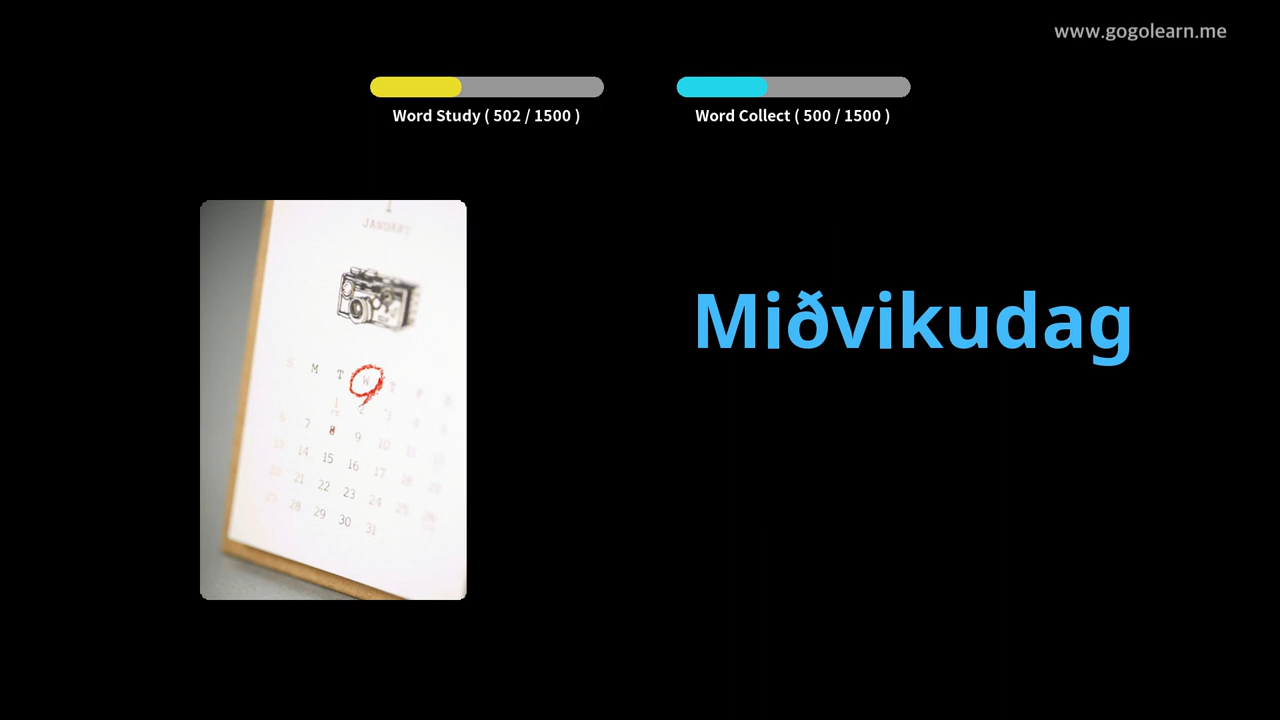 www.gogolearn.me
Word Study ( 502 / 1500 )
Word Collect ( 500 / 1500 )
Miðvikudag
JANUARY
S M T W T F S
1 2 3 4 5
6 7 8 9 10 11 12
13 14 15 16 17 18 19
20 21 22 23 24 25 26
28 29 30 31